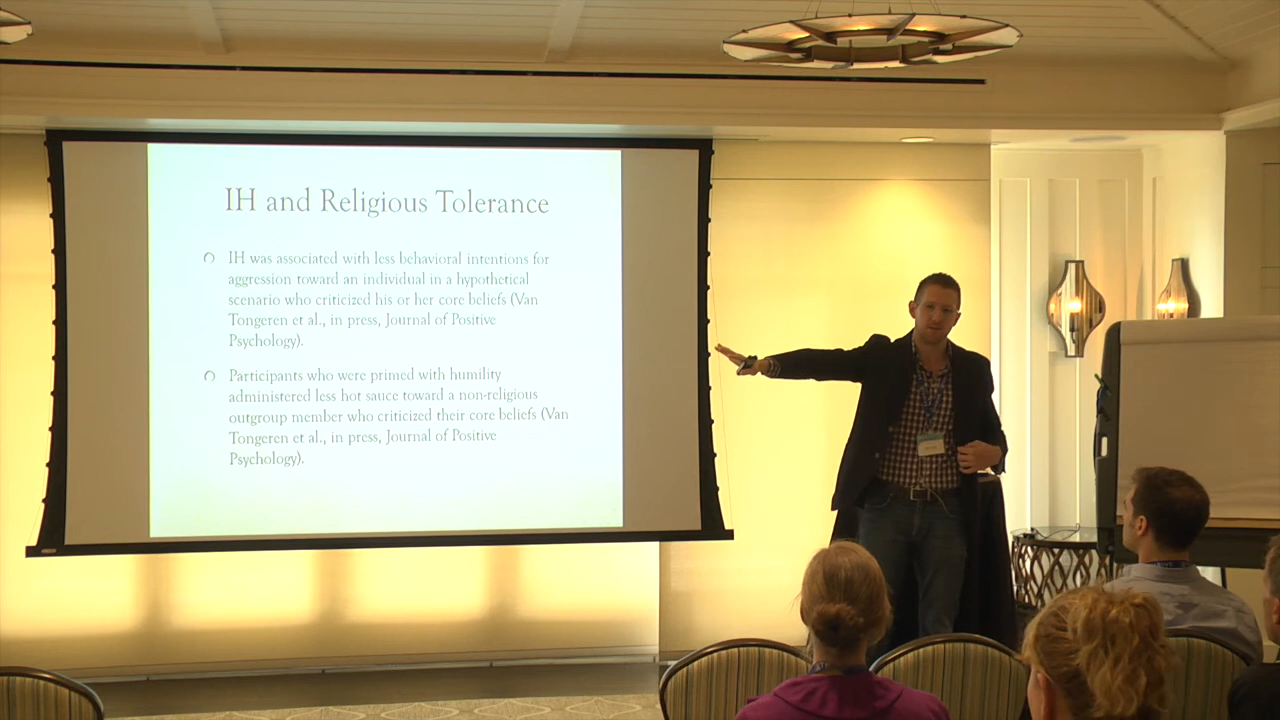 IH and Religious Tolerance
IH was associated with less behavioral intentions for
aggression toward an individual in a hypothetical
scenario who criticized his or her core beliefs (Van
Tongeren et al., in press, Journal of Positive
Psychology).
Participants who were primed with humility
administered less hot sauce toward a non-religious
outgroup member who criticized their core beliefs (Van
Tongeren et al., in press, Journal of Positive
Psychology).